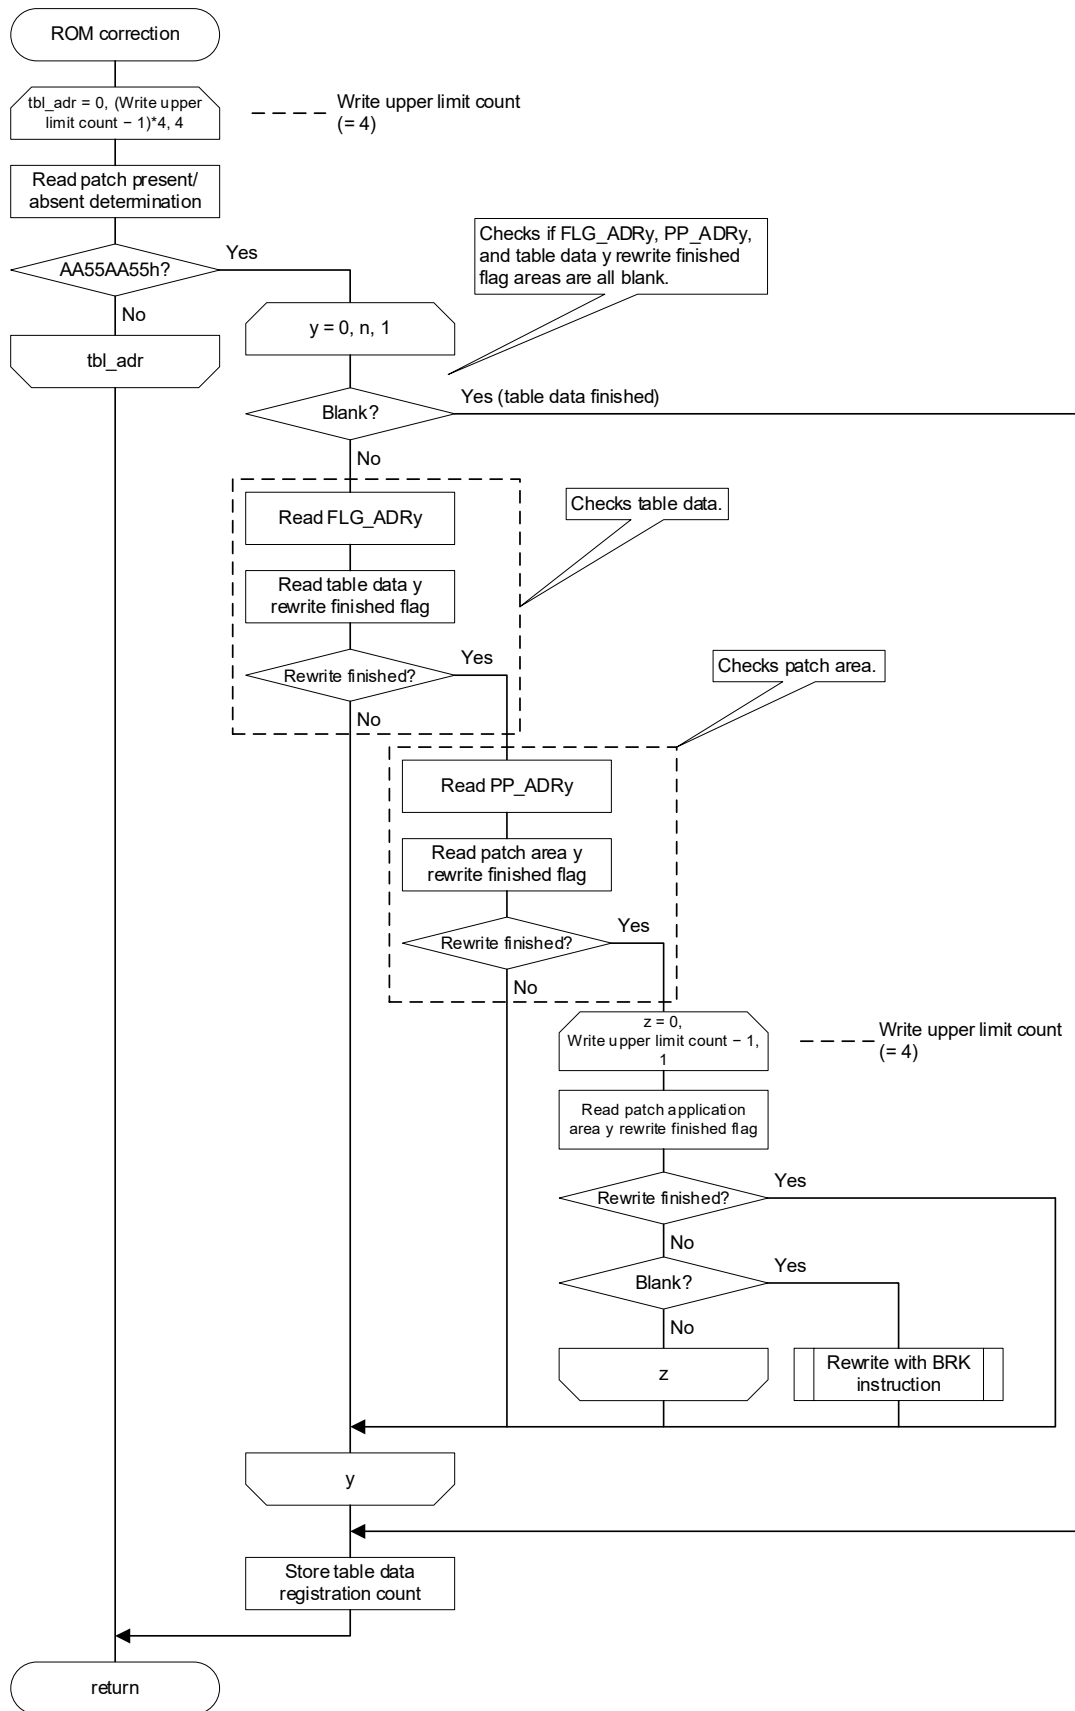 ROM correction
tbl_adr = 0, (Write upper
limit count − 1)*4, 4
Write upper limit count
(= 4)
Read patch present/
absent determination
Checks if FLG_ADRy, PP_ADRy,
and table data y rewrite finished
flag areas are all blank.
AA55AA55h?
Yes
No
y = 0, n, 1
tbl_adr
Blank?
Yes (table data finished)
No
Read FLG_ADRy
Checks table data.
Read table data y
rewrite finished flag
Rewrite finished?
Yes
No
Checks patch area.
Read PP_ADRy
Read patch area y
rewrite finished flag
Rewrite finished?
Yes
No
z = 0,
Write upper limit count − 1,
1
Write upper limit count
(= 4)
Read patch application
area y rewrite finished flag
Rewrite finished?
Yes
No
Blank?
Yes
No
z
Rewrite with BRK
instruction
y
Store table data
registration count
return